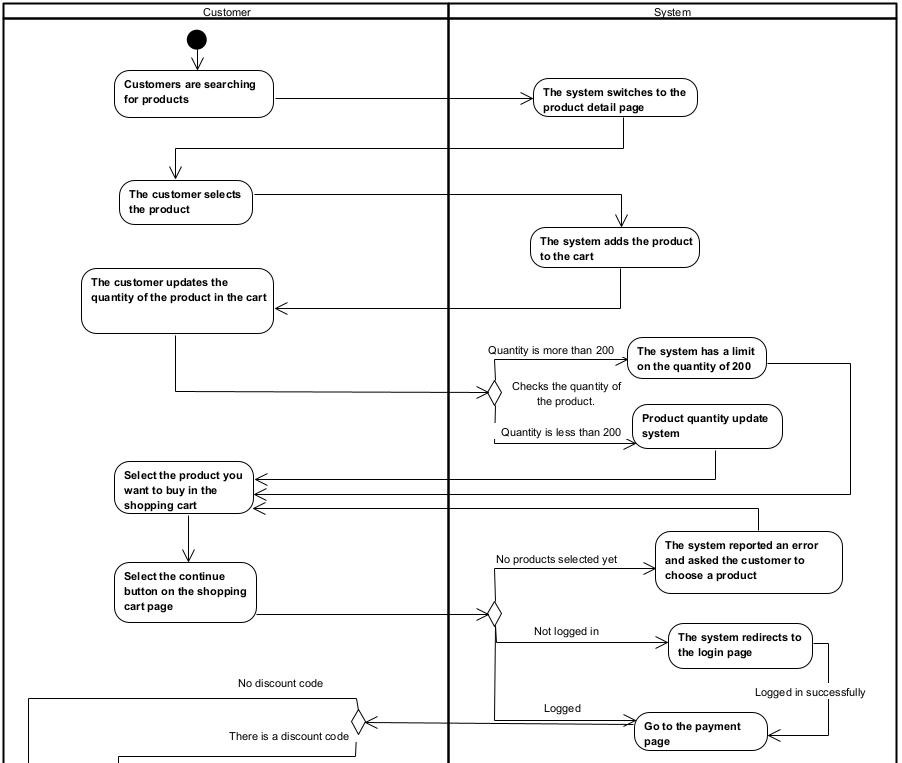 Customer
System
Customers are searching
for products
The system switches to the
product detail page
The customer selects
the product
The system adds the product
to the cart
The customer updates the
quantity of the product in the cart
Quantity is more than 200
The system has a limit
on the quantity of 200
Checks the quantity of
the product.
Quantity is less than 200
Product quantity update
system
Select the product you
want to buy in the
shopping cart
The system reported an error
and asked the customer to
choose a product
No products selected yet
Select the continue
button on the shopping
cart page
Not logged in
The system redirects to
the login page
Logged in successfully
No discount code
Logged
Go to the payment
page
There is a discount code